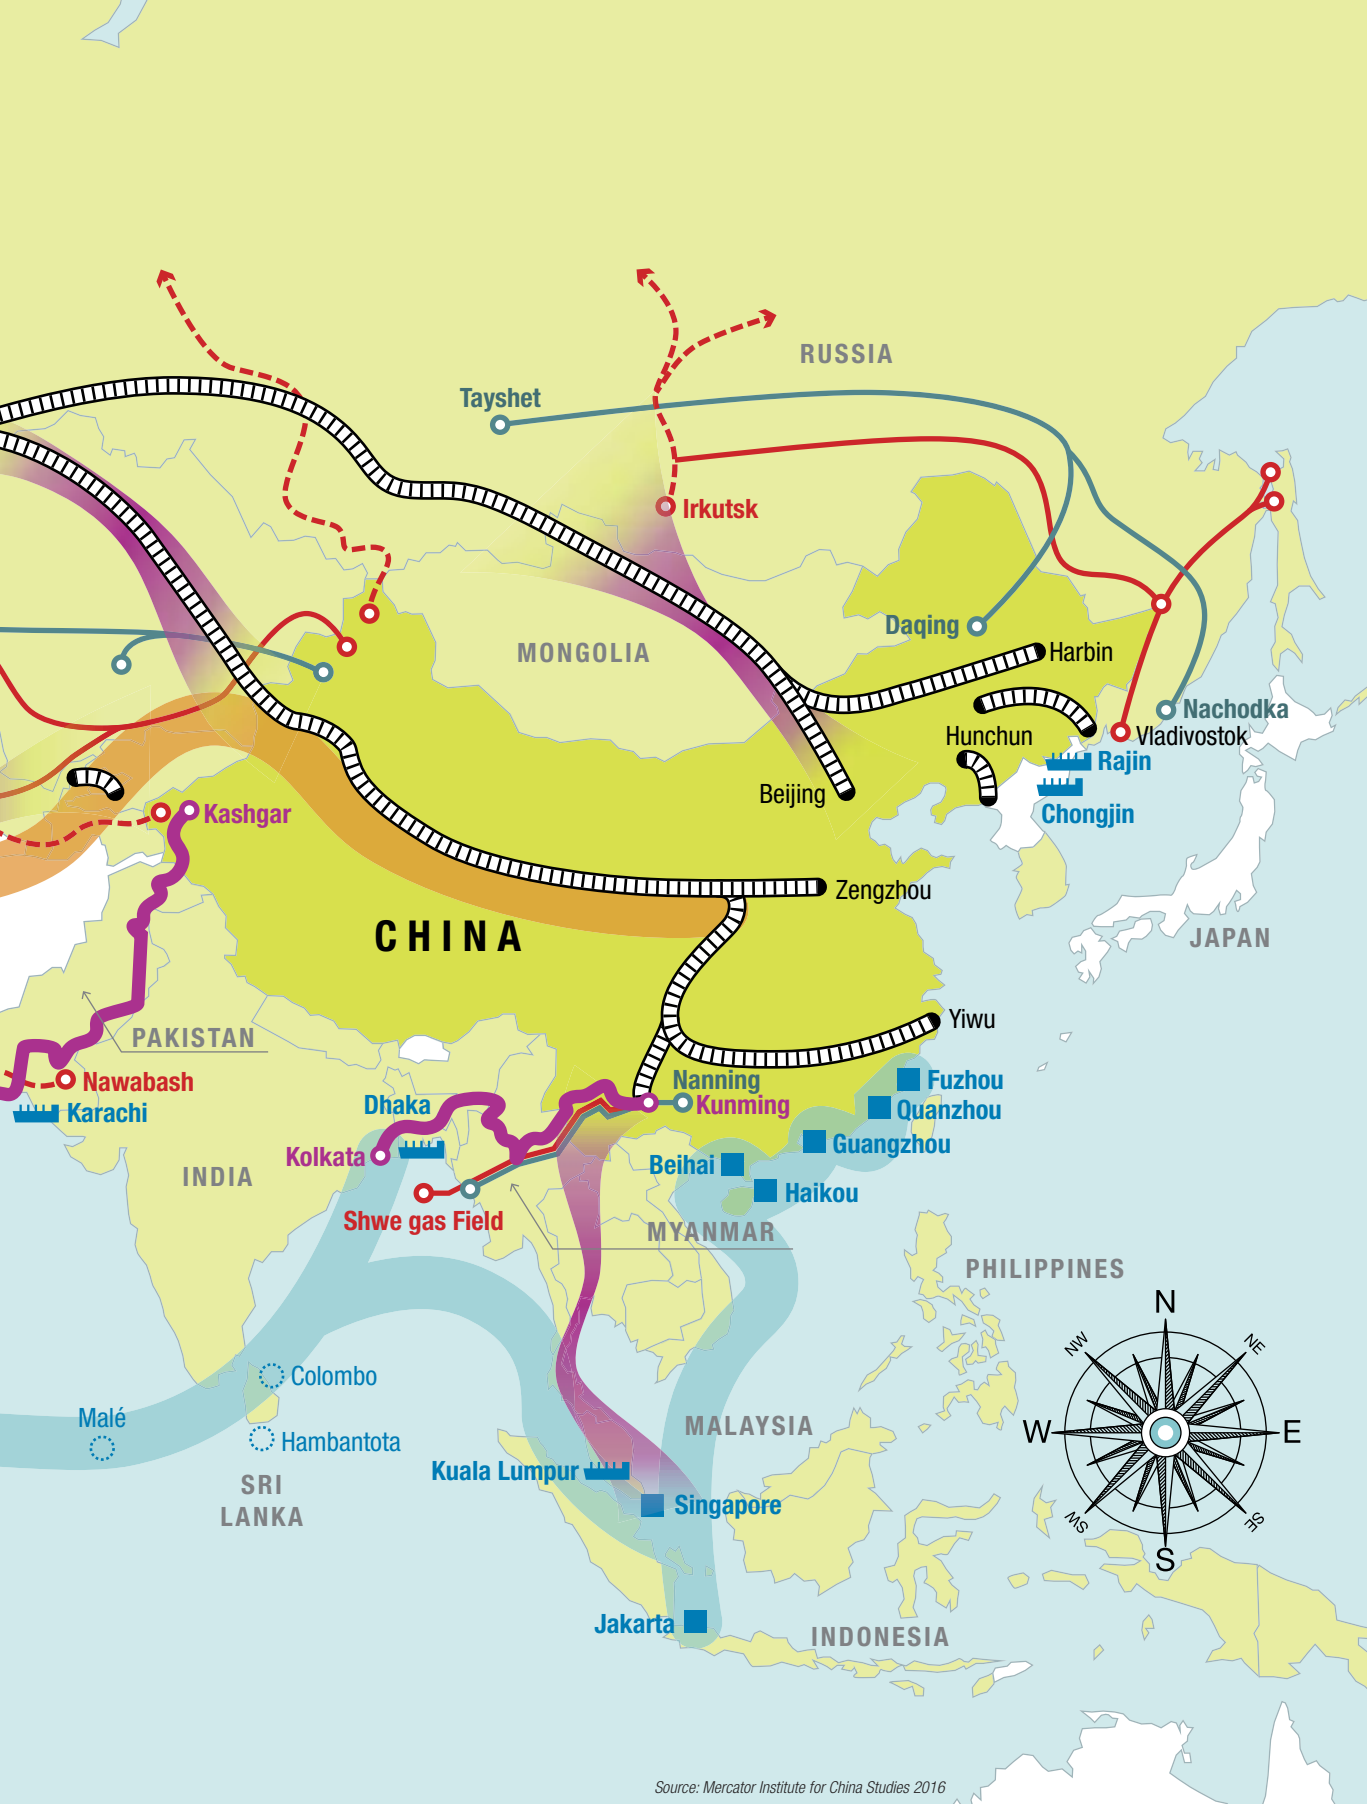 RUSSIA
Tayshet
Irkutsk
Daqing
MONGOLIA
Harbin
Nachodka
Hunchun
Vladivostok
Rajin
Beijing
Kashgar
Chongjin
Zengzhou
CHINA
JAPAN
Yiwu
PAKISTAN
Nawabash
Nanning
Fuzhou
Karachi
Dhaka
Kunming
Quanzhou
Guangzhou
Kolkata
Beihai
INDIA
Haikou
Shwe gas Field
MYANMAR
PHILIPPINES
N
NW
NE
Colombo
Malé
MALAYSIA
W
E
Hambantota
Kuala Lumpur
SRI
LANKA
Singapore
SW
SE
S
Jakarta
INDONESIA
Source: Mercator Institute for China Studies 2016